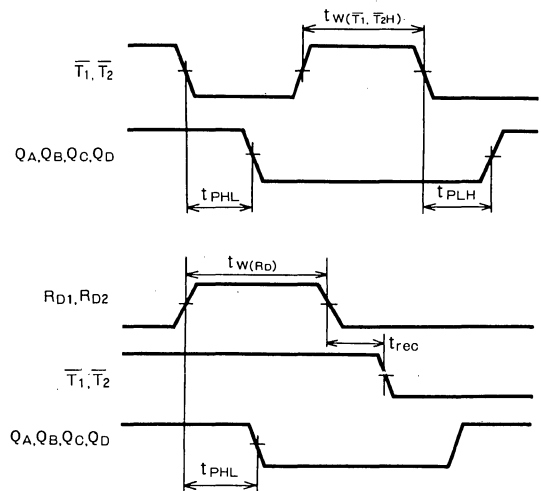 tW(T̅1, T̅2H)
T̅1, T̅2
QA,QB,QC,QD
tPHL
tPLH
tW(RD)
RD1, RD2
trec
T̅1, T̅2
QA,QB,QC,QD
tPHL